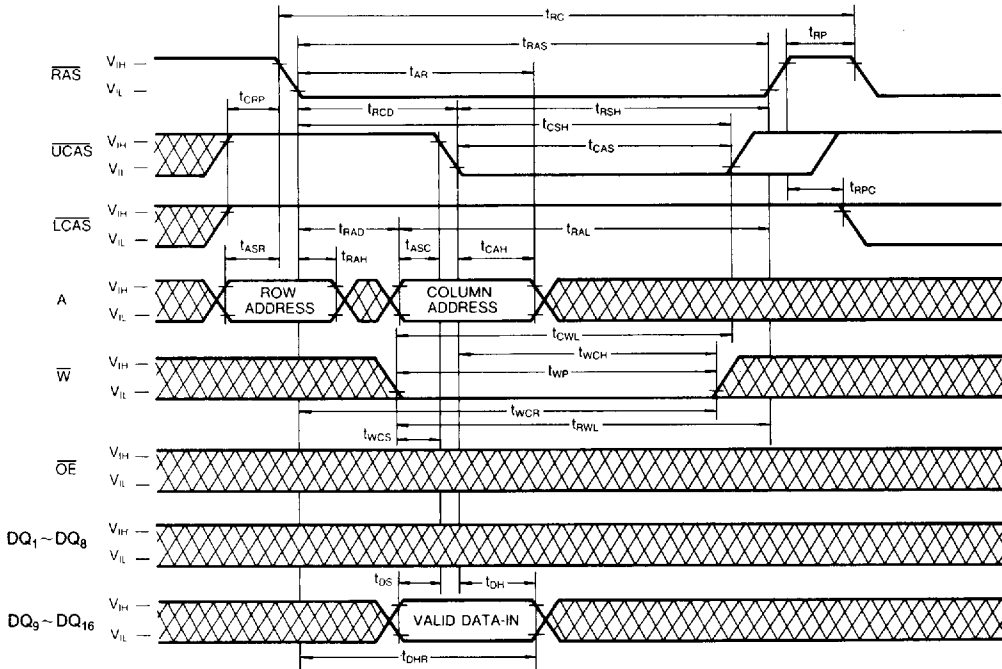 tRC
tRAS
tRP
RAS
VIH
VIL
tAR
tCRP
tRCD
tRSH
tCSH
UCAS
VIH
VIL
tCAS
tRPC
LCAS
VIH
VIL
tRAD
tRAL
tASR
tRAH
tASC
tCAH
A
VIH
VIL
ROW
ADDRESS
COLUMN
ADDRESS
tCWL
tWCH
W
VIH
VIL
tWP
tWCR
tRWL
tWCS
OE
VIH
VIL
DQ1~DQ8
VIH
VIL
tDS
tDH
DQ9~DQ16
VIH
VIL
VALID DATA-IN
tDHR